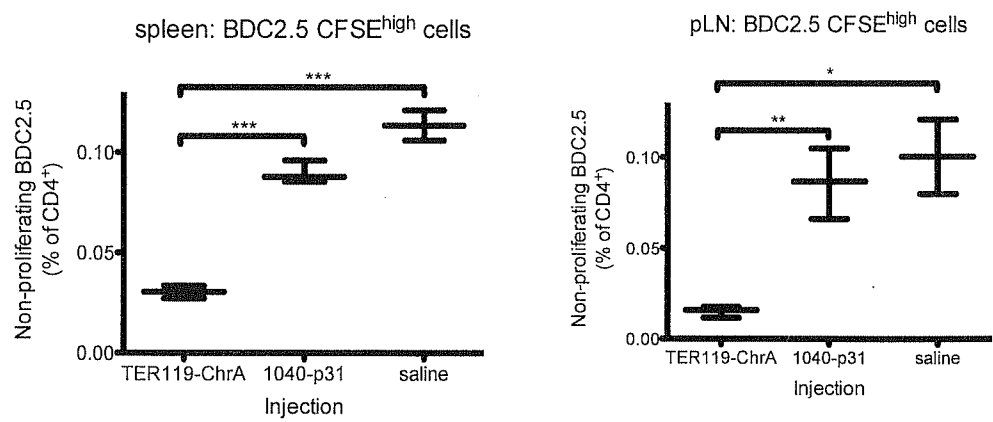 spleen: BDC2.5 CFSEhigh cells
***
***
Non-proliferating BDC2.5
(% of CD4+)
0.10
0.05
0.00
TER119-ChrA 1040-p31 saline
Injection
pLN: BDC2.5 CFSEhigh cells
*
**
Non-proliferating BDC2.5
(% of CD4+)
0.10
0.05
0.00
TER119-ChrA 1040-p31 saline
Injection